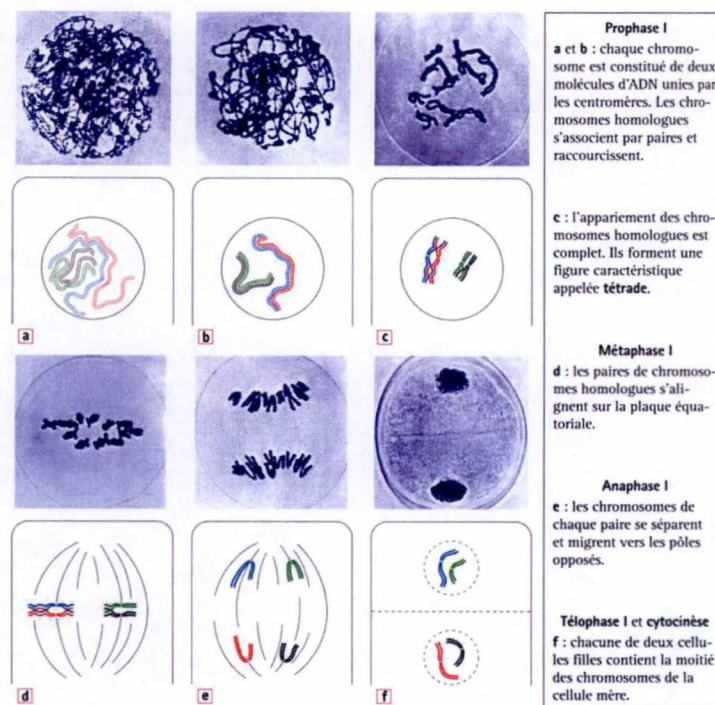 Prophase I
a et b : chaque chromo-
some est constitué de deux
molécules d'ADN unies par
les centromères. Les chro-
mosomes homologues
s'associent par paires et
raccourcissent.
c : l'appariement des chro-
mosomes homologues est
complet. Ils forment une
figure caractéristique
appelée tétrade.
a
b
c
Métaphase I
d : les paires de chromoso-
mes homologues s'ali-
gnent sur la plaque équa-
toriale.
Anaphase I
e : les chromosomes de
chaque paire se séparent
et migrent vers les pôles
opposés.
Télophase I et cytocinèse
f : chacune de deux cellu-
les filles contient la moitié
des chromosomes de la
cellule mère.
d
e
f